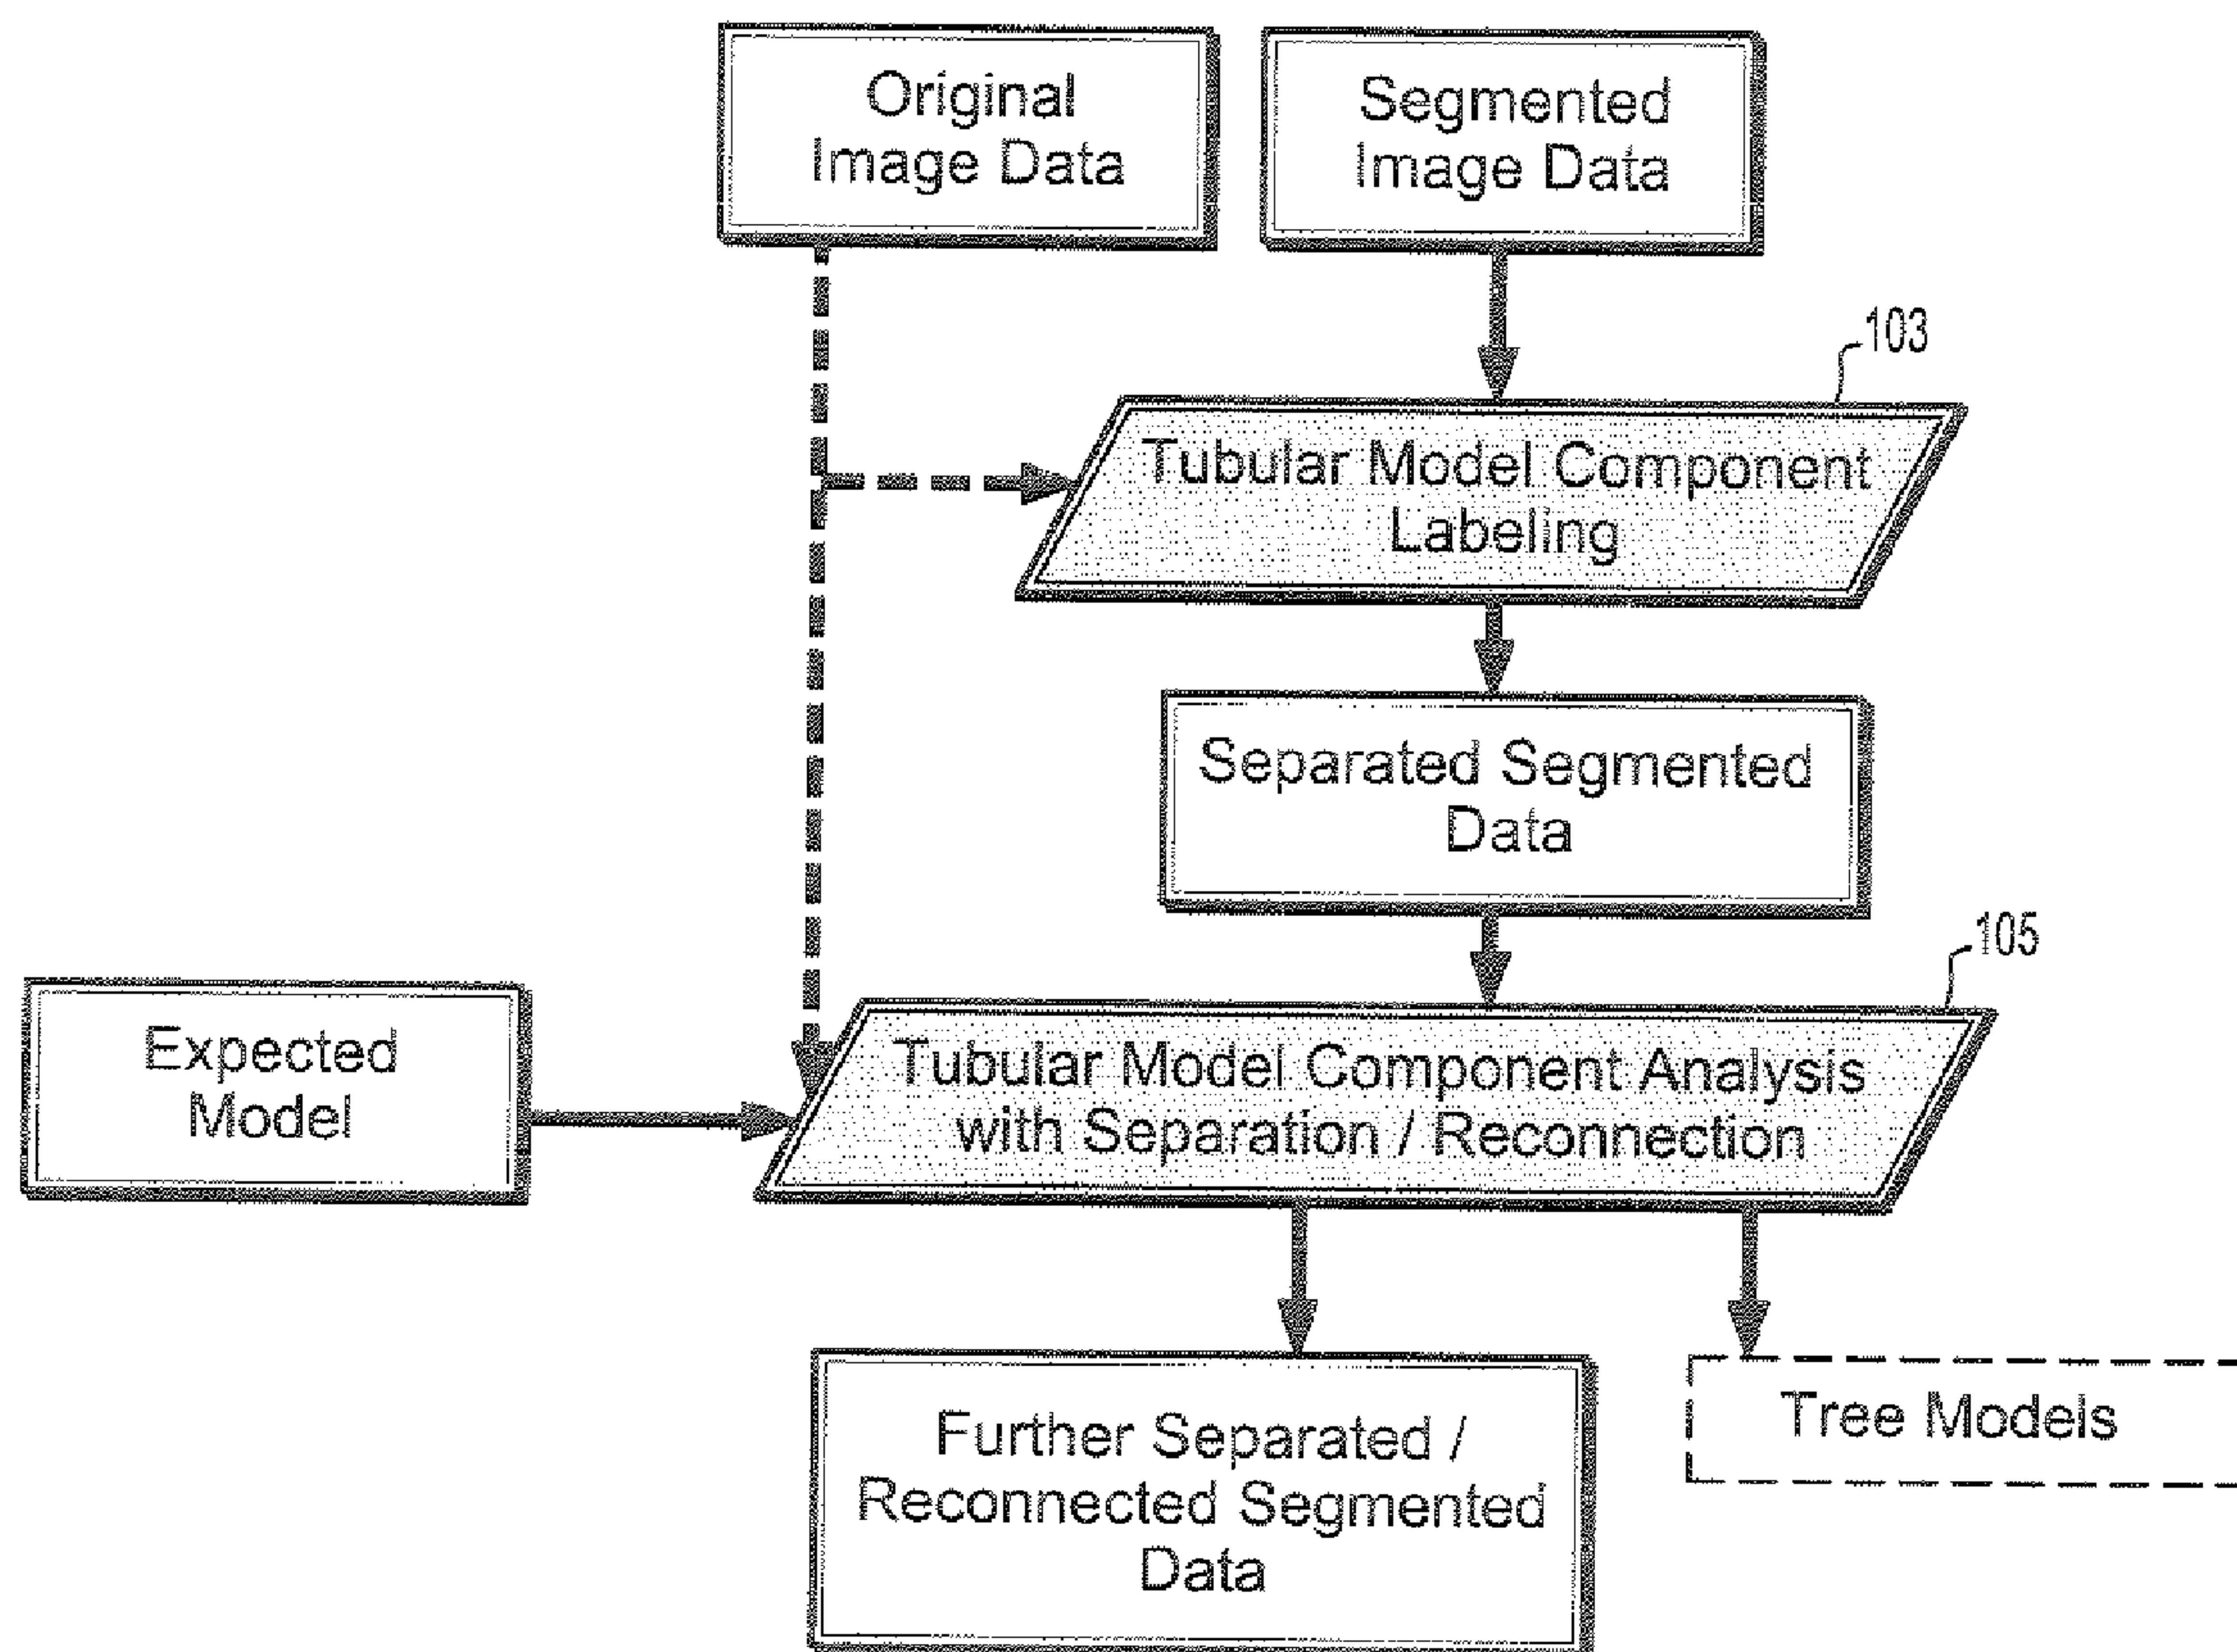 Original
Image Data
Segmented
Image Data
103
Tubular Model Component
Labeling
Separated Segmented
Data
105
Expected
Model
Tubular Model Component Analysis
with Separation / Reconnection
Further Separated /
Reconnected Segmented
Data
Tree Models